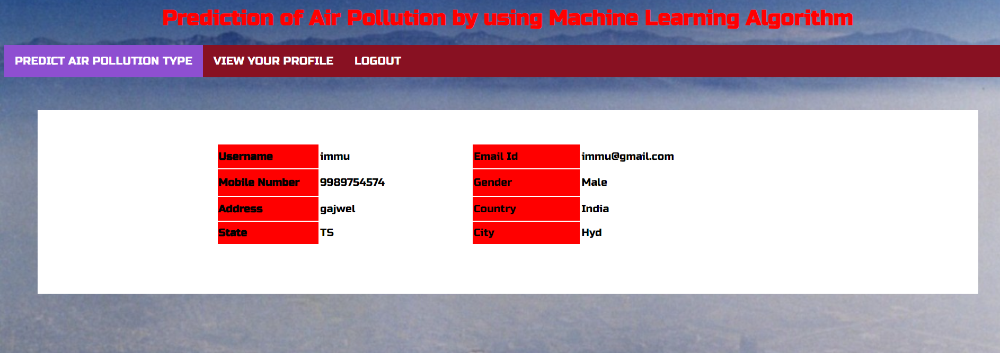 Prediction of Air Pollution by using Machine Learning Algorithm
PREDICT AIR POLLUTION TYPE VIEW YOUR PROFILE LOGOUT
Username immu Email Id immu@gmail.com
Mobile Number 9989754574 Gender Male
Address gajwel Country India
State TS City Hyd